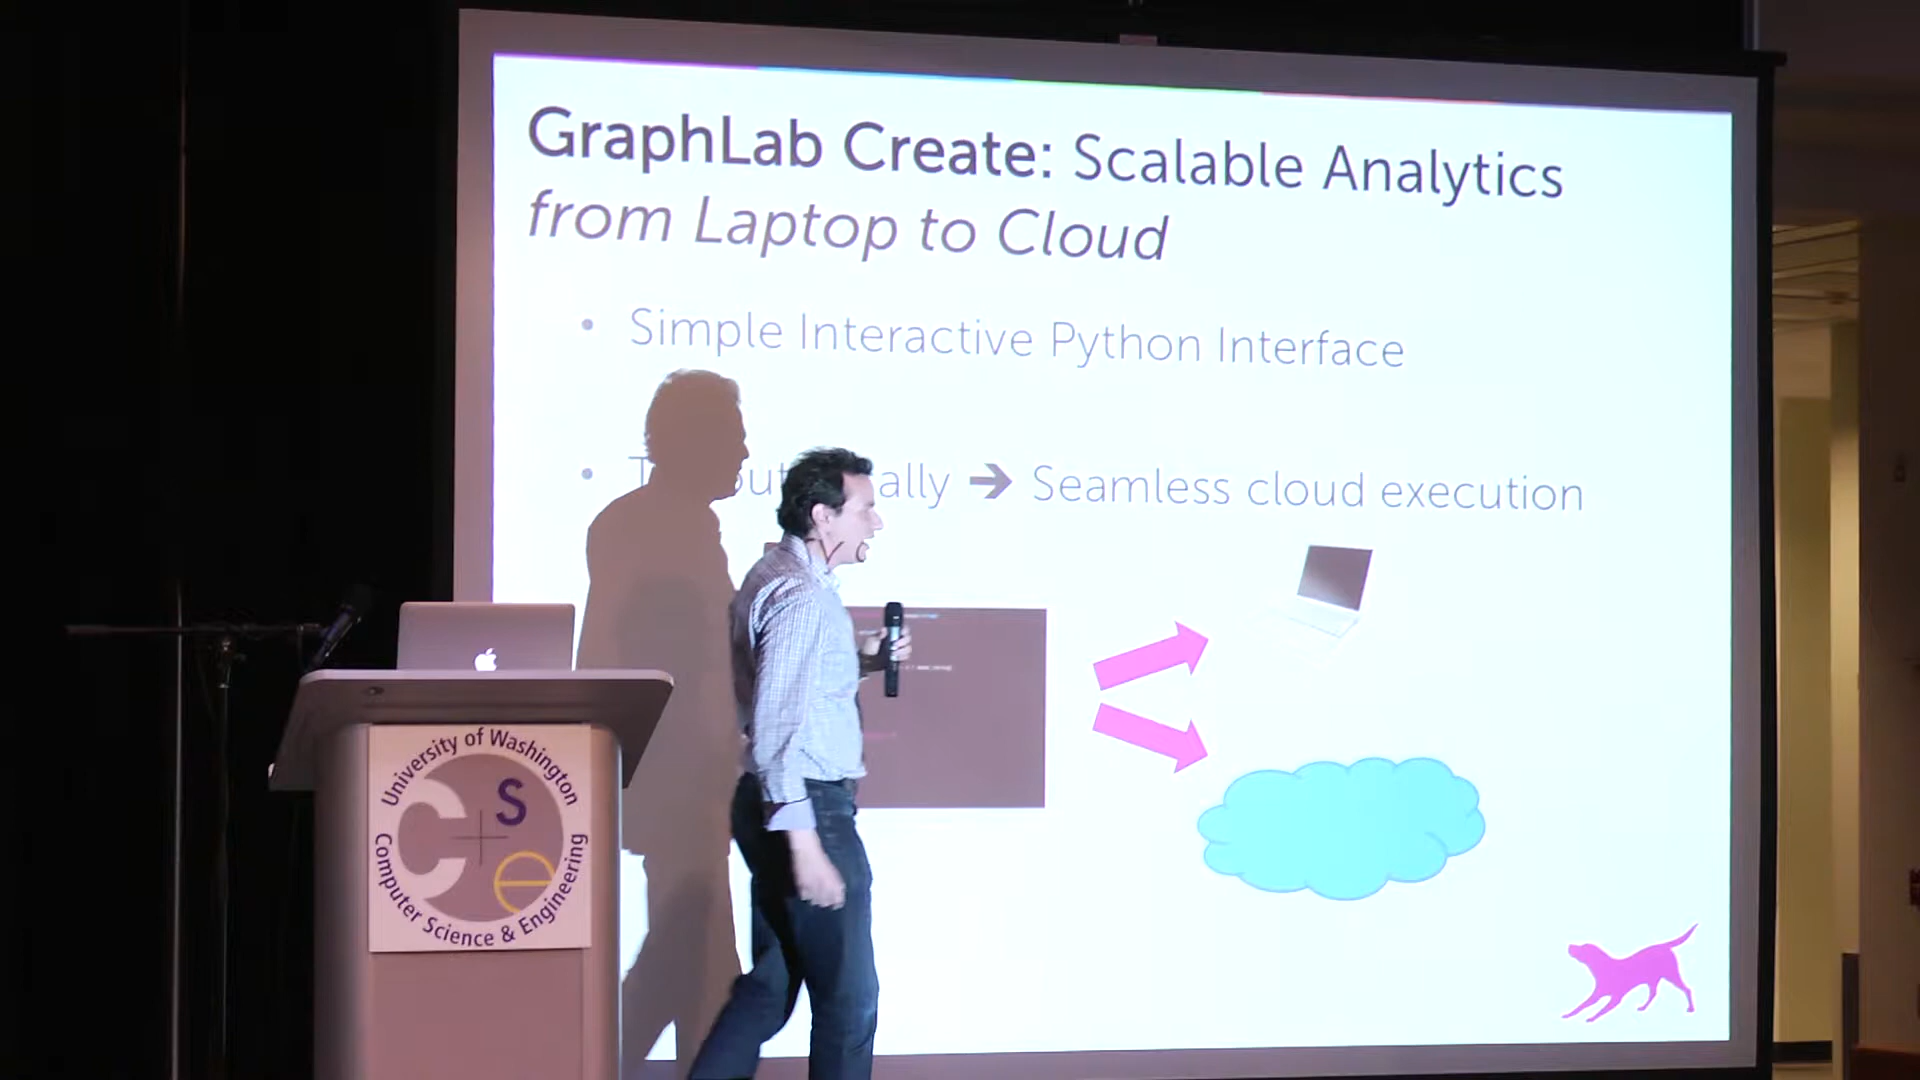 GraphLab Create: Scalable Analytics
from Laptop to Cloud
• Simple Interactive Python Interface
• ally ➔ Seamless cloud execution
University of Washington
C S e
Computer Science & Engineering